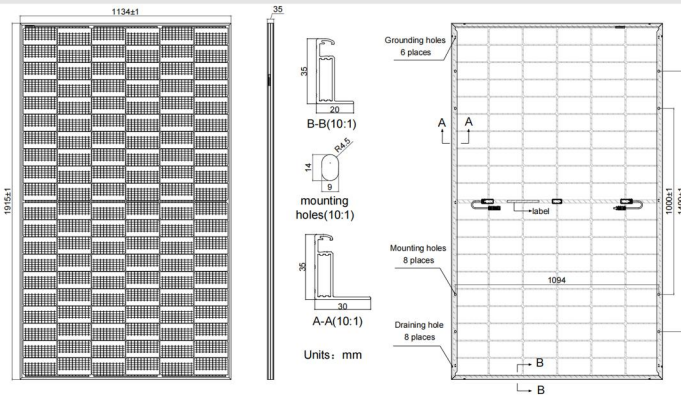 1134±1
35
1915±1
35
20
B-B(10:1)
R4.5
14
9
mounting
holes(10:1)
35
30
A-A(10:1)
Units: mm
Grounding holes
6 places
A
A
label
1000±1
Mounting holes
8 places
1094
Draining hole
8 places
B
B